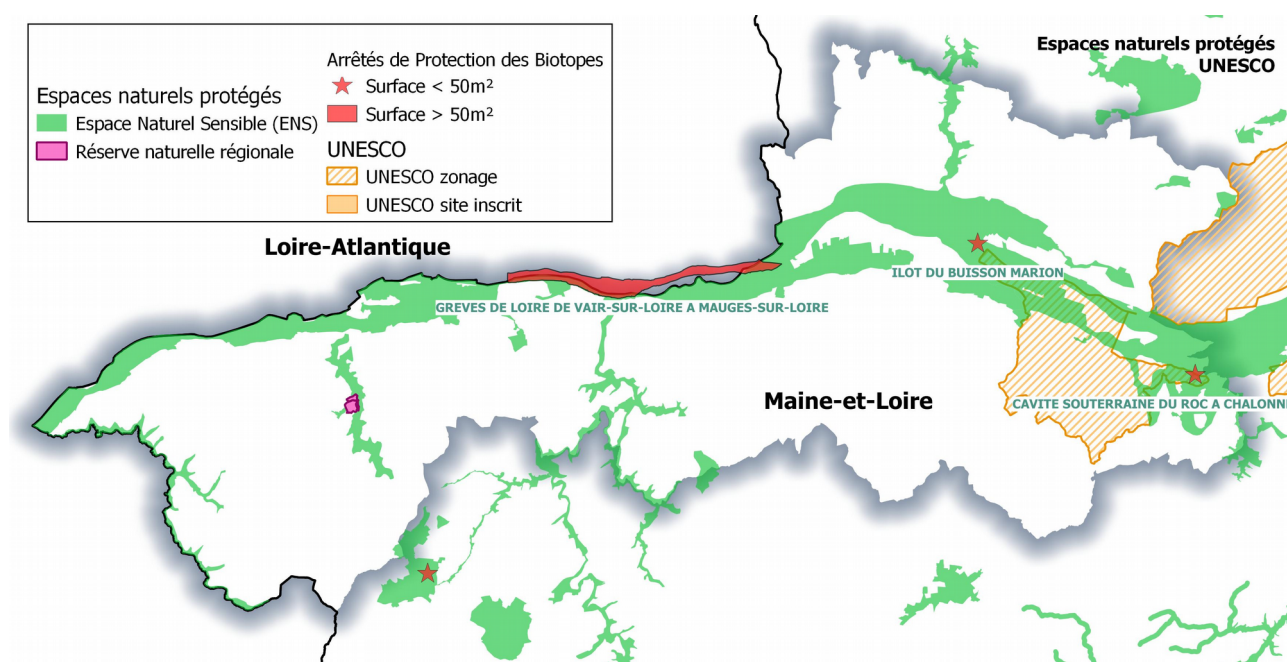 Espaces naturels protégés
Espace Naturel Sensible (ENS)
Réserve naturelle régionale
Arrêtés de Protection des Biotopes
Surface < 50m²
Surface > 50m²
UNESCO
UNESCO zonage
UNESCO site inscrit
Espaces naturels protégés
UNESCO
Loire-Atlantique
ILOT DU BUISSON MARION
GREVES DE LOIRE DE VAIR-SUR-LOIRE A MAUGES-SUR-LOIRE
Maine-et-Loire
CAVITE SOUTERRAINE DU ROC A CHALONN